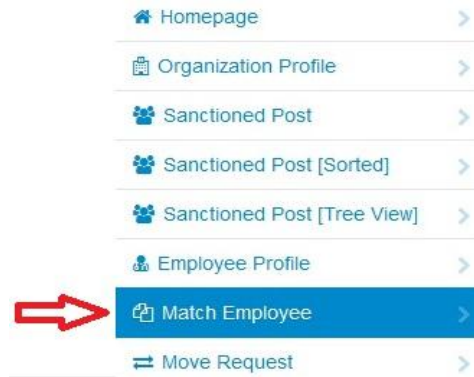 Homepage
Organization Profile
Sanctioned Post
Sanctioned Post [Sorted]
Sanctioned Post [Tree View]
Employee Profile
Match Employee
Move Request